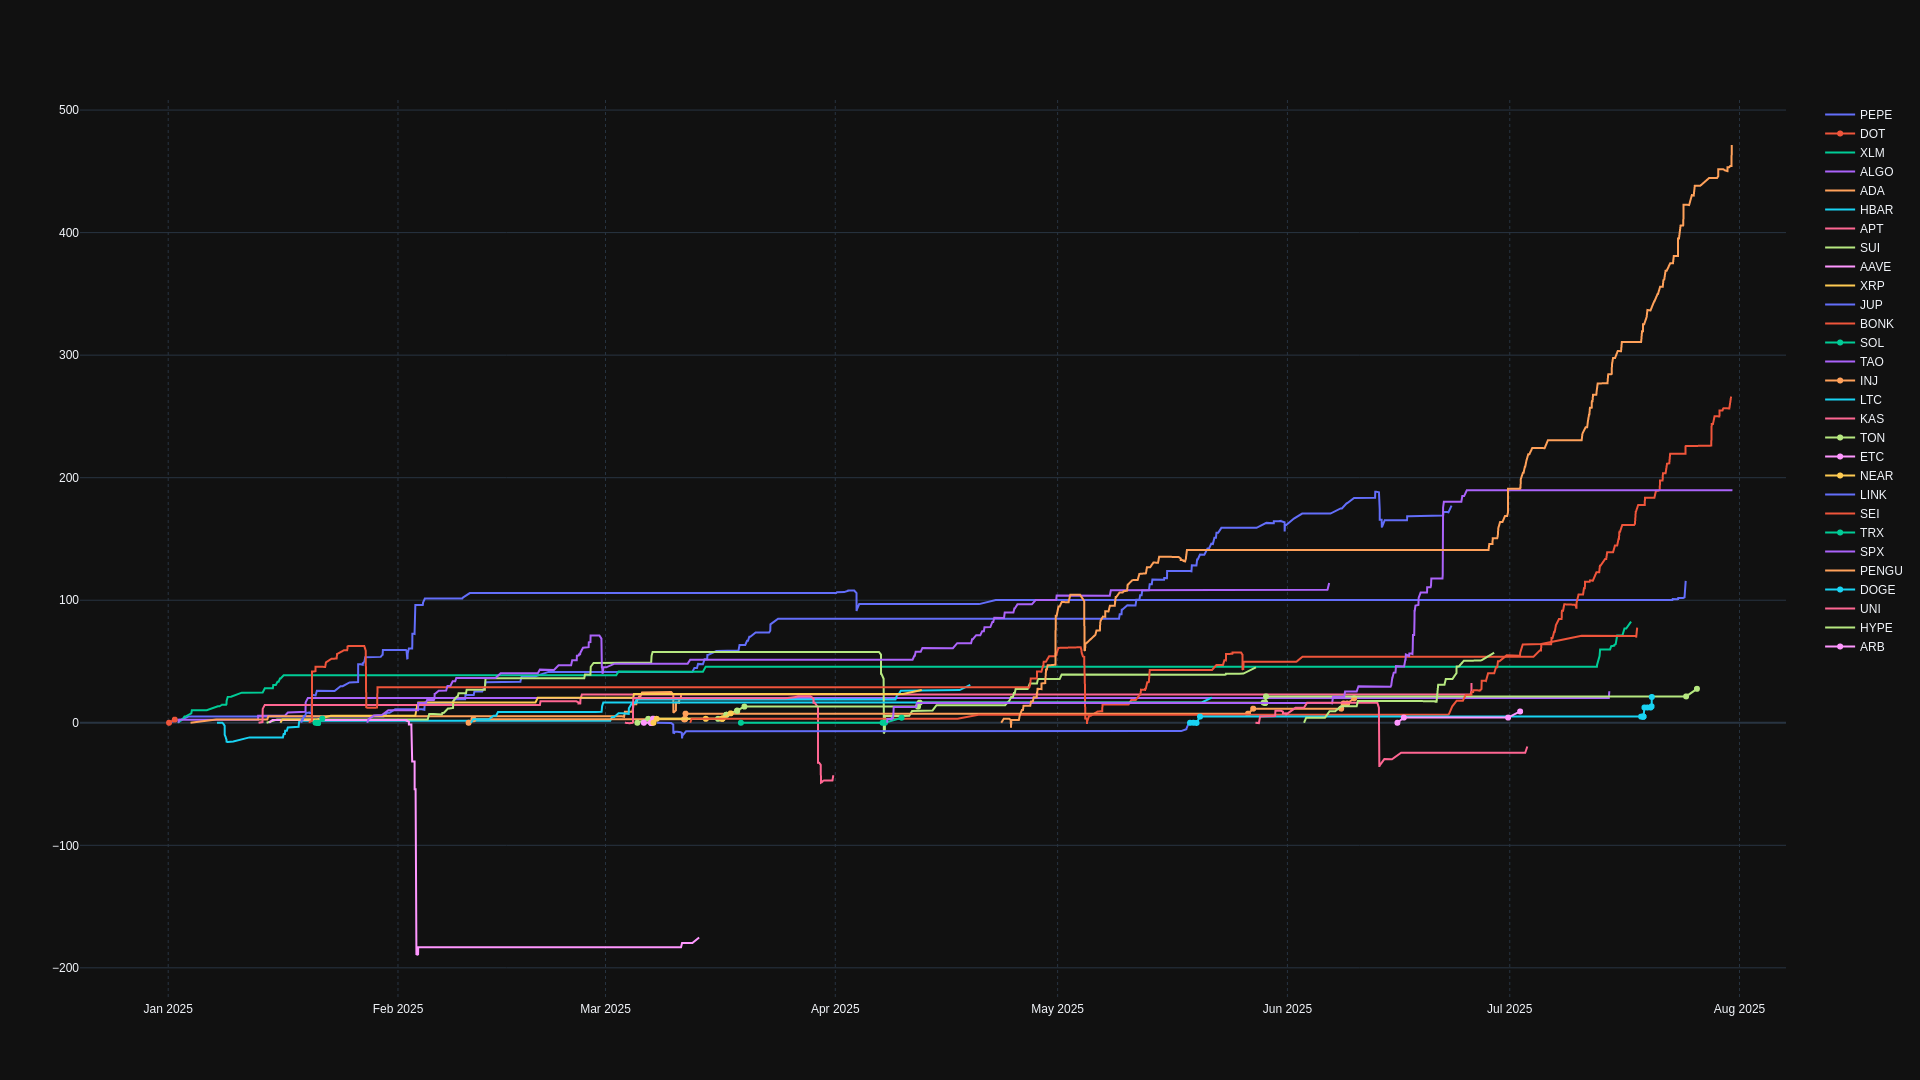 500
400
300
200
100
0
−100
−200
Jan 2025
Feb 2025
Mar 2025
Apr 2025
May 2025
Jun 2025
Jul 2025
Aug 2025
PEPE
DOT
XLM
ALGO
ADA
HBAR
APT
SUI
AAVE
XRP
JUP
BONK
SOL
TAO
INJ
LTC
KAS
TON
ETC
NEAR
LINK
SEI
TRX
SPX
PENGU
DOGE
UNI
HYPE
ARB